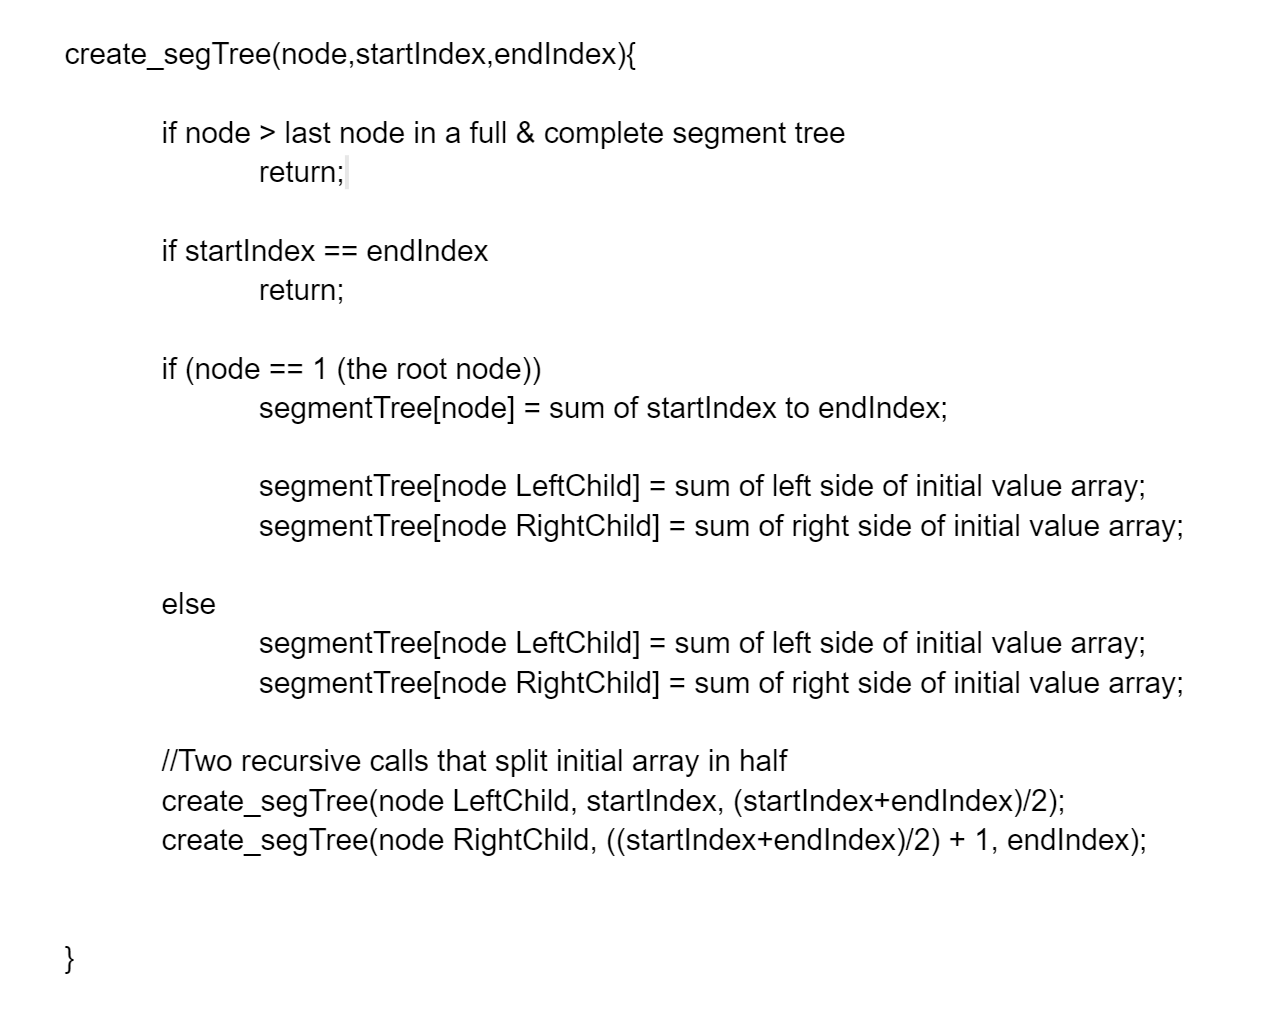 create_segTree(node,startIndex,endIndex){
if node > last node in a full & complete segment tree
return;
if startIndex == endIndex
return;
if (node == 1 (the root node))
segmentTree[node] = sum of startIndex to endIndex;
segmentTree[node LeftChild] = sum of left side of initial value array;
segmentTree[node RightChild] = sum of right side of initial value array;
else
segmentTree[node LeftChild] = sum of left side of initial value array;
segmentTree[node RightChild] = sum of right side of initial value array;
//Two recursive calls that split initial array in half
create_segTree(node LeftChild, startIndex, (startIndex+endIndex)/2);
create_segTree(node RightChild, ((startIndex+endIndex)/2) + 1, endIndex);
}